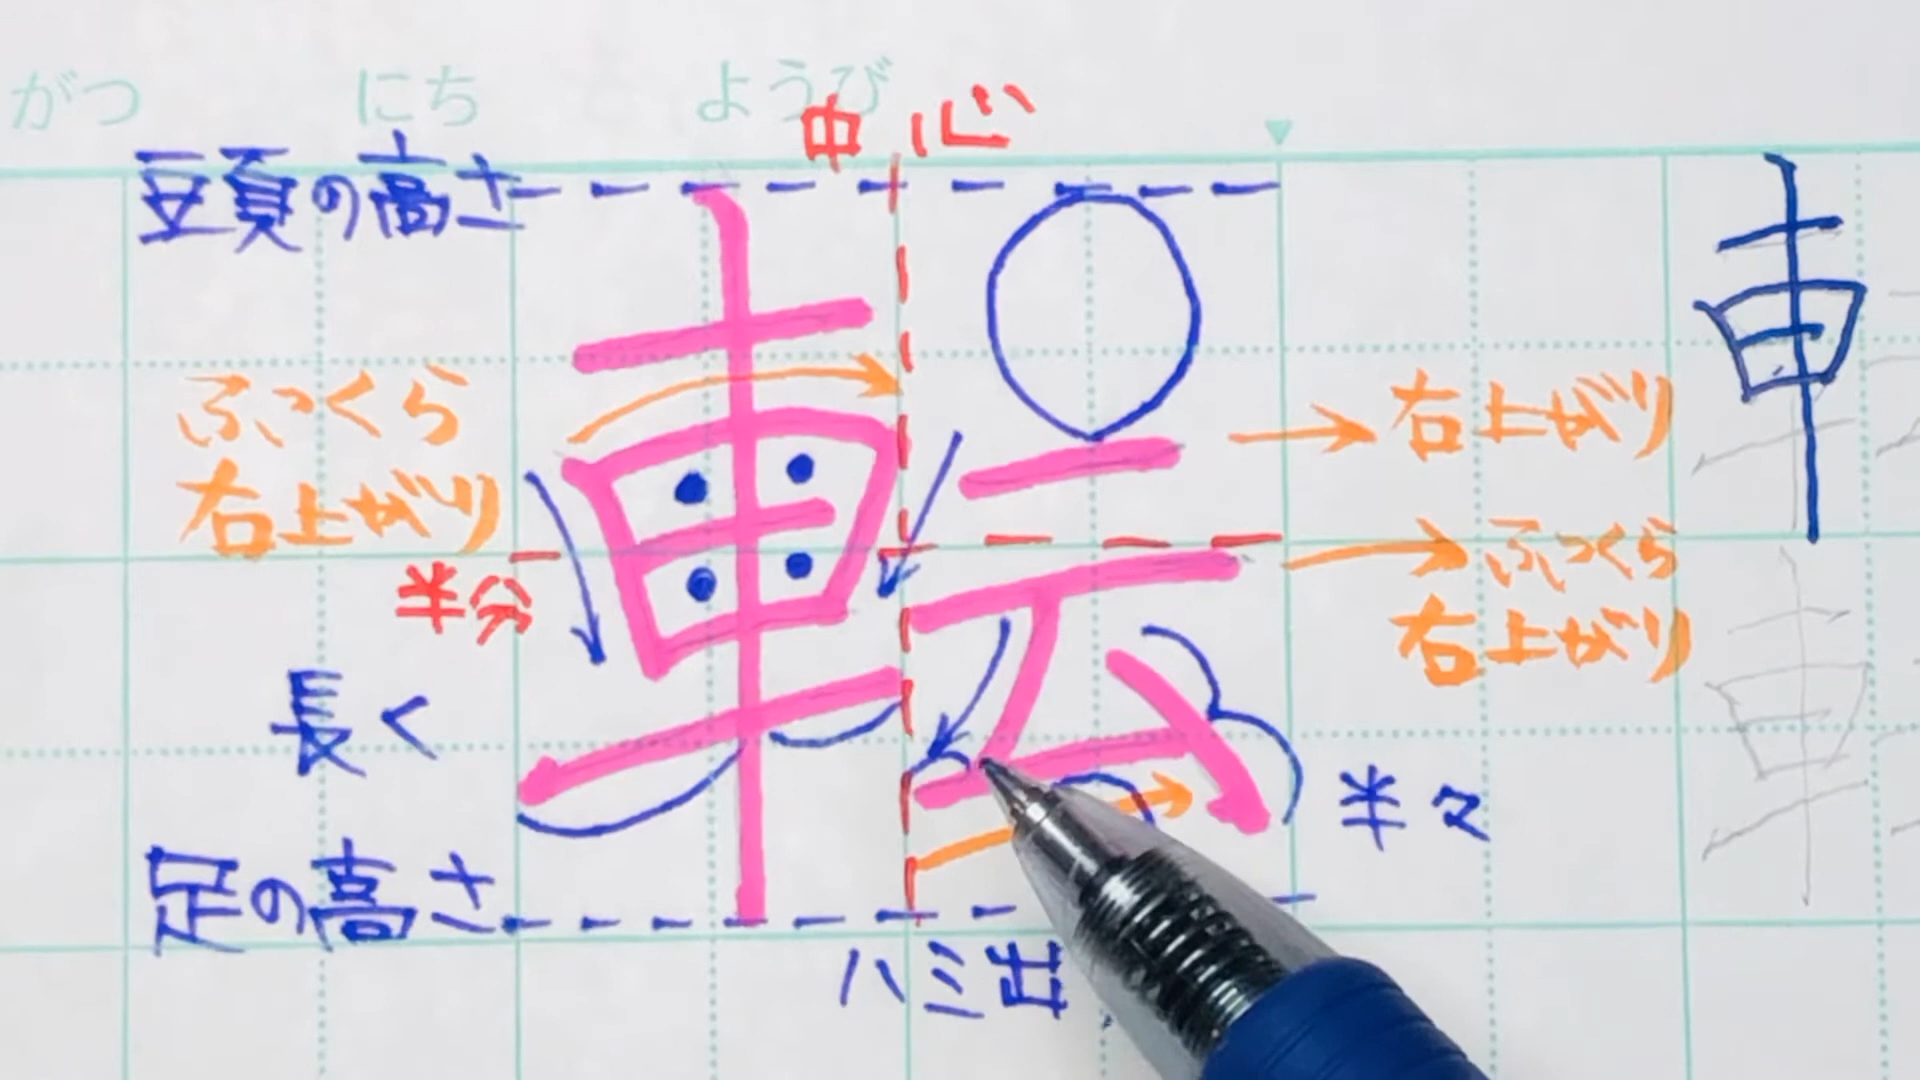 がつ にち ようび
中心
頭の高さ
車
ふっくら
右上がり
右上がり
転
半分
ふっくら
右上がり
長く
半々
足の高さ
ハミ出